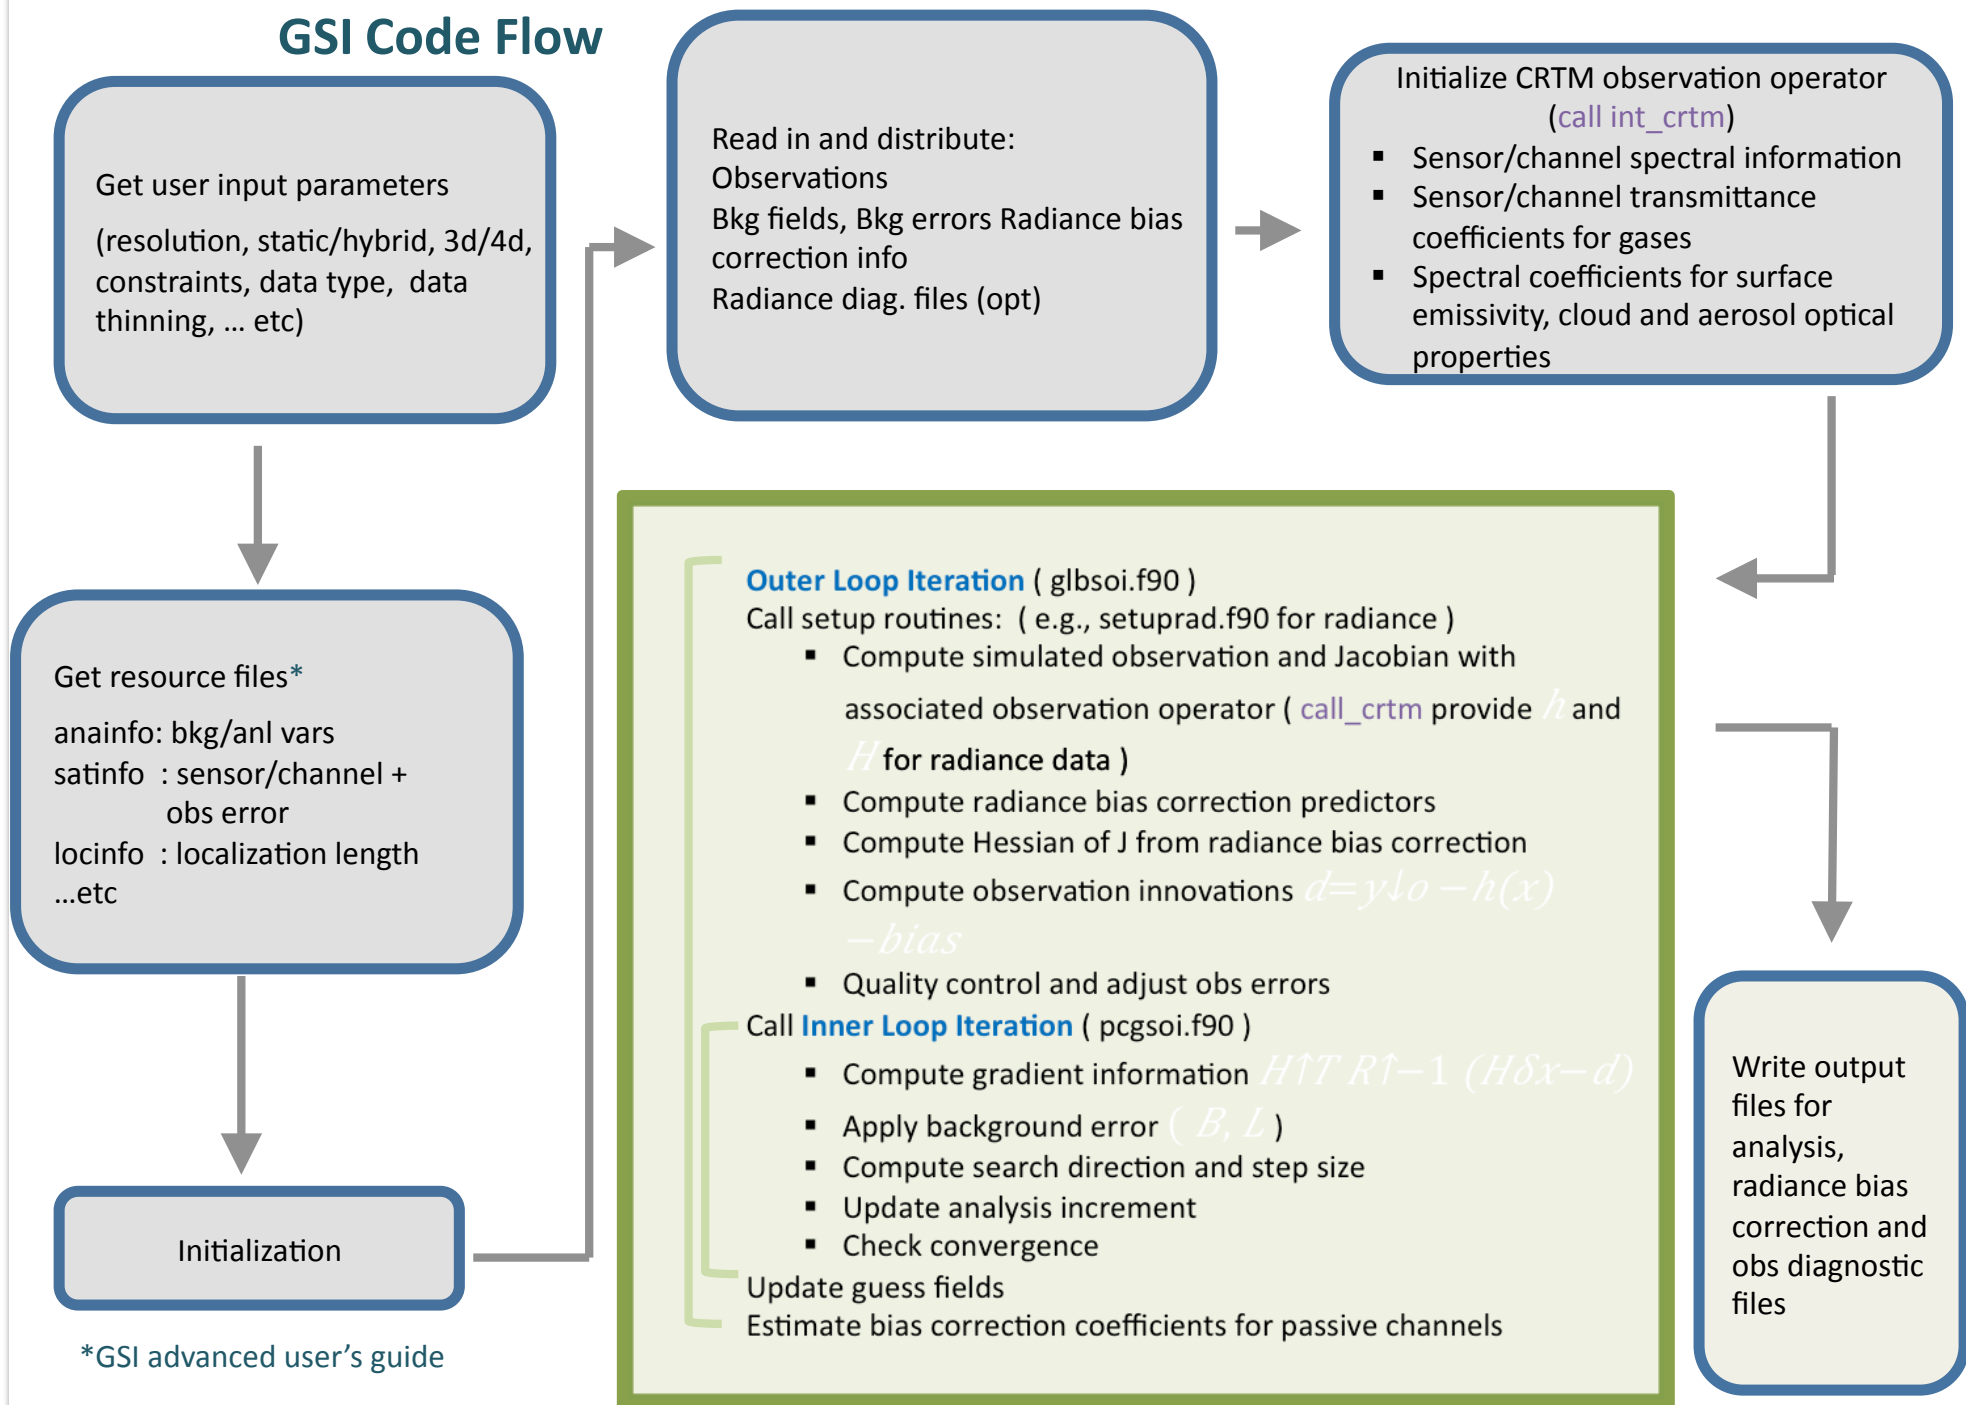 GSI Code Flow
Get user input parameters
(resolution, static/hybrid, 3d/4d,
constraints, data type, data
thinning, ... etc)
Get resource files*
anainfo: bkg/anl vars
satinfo : sensor/channel +
obs error
locinfo : localization length
...etc
Initialization
*GSI advanced user's guide
Read in and distribute:
Observations
Bkg fields, Bkg errors Radiance bias
correction info
Radiance diag. files (opt)
Initialize CRTM observation operator
(call int_crtm)
▪ Sensor/channel spectral information
▪ Sensor/channel transmittance
coefficients for gases
▪ Spectral coefficients for surface
emissivity, cloud and aerosol optical
properties
Outer Loop Iteration ( glbsoi.f90 )
Call setup routines: ( e.g., setuprad.f90 for radiance )
▪ Compute simulated observation and Jacobian with
associated observation operator ( call_crtm provide h and
H for radiance data )
▪ Compute radiance bias correction predictors
▪ Compute Hessian of J from radiance bias correction
▪ Compute observation innovations d=y↓o −h(x)
−bias
▪ Quality control and adjust obs errors
Call Inner Loop Iteration ( pcgsoi.f90 )
▪ Compute gradient information H↑T R↑−1 (Hδx−d)
▪ Apply background error ( B, L )
▪ Compute search direction and step size
▪ Update analysis increment
▪ Check convergence
Update guess fields
Estimate bias correction coefficients for passive channels
Write output
files for
analysis,
radiance bias
correction and
obs diagnostic
files